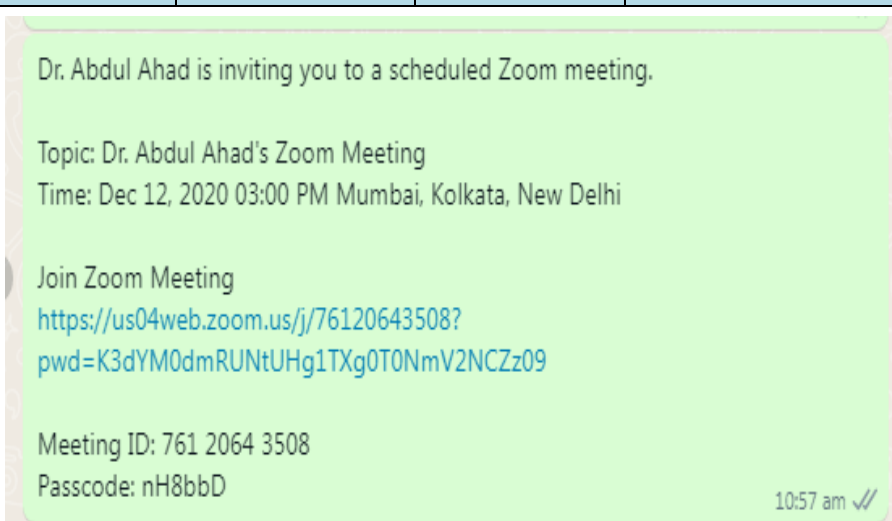 Dr. Abdul Ahad is inviting you to a scheduled Zoom meeting.
Topic: Dr. Abdul Ahad's Zoom Meeting
Time: Dec 12, 2020 03:00 PM Mumbai, Kolkata, New Delhi
Join Zoom Meeting
https://us04web.zoom.us/j/76120643508?
pwd=K3dYM0dmRUNtUHg1TXg0T0NmV2NCZz09
Meeting ID: 761 2064 3508
Passcode: nH8bbD
10:57 am